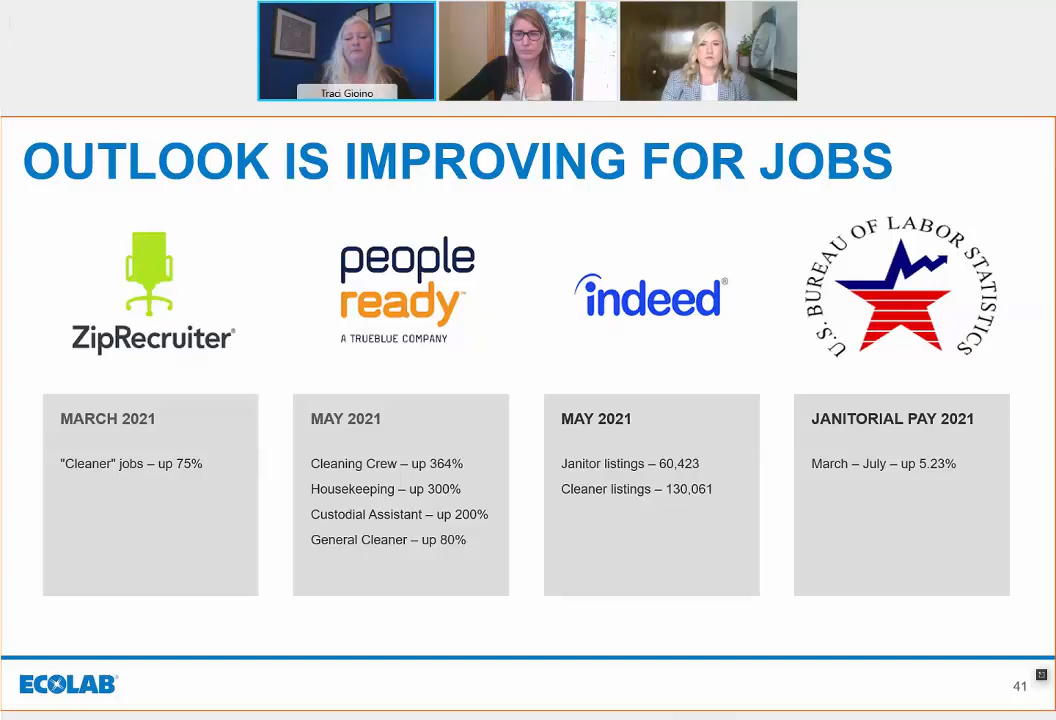 Traci Gioino
OUTLOOK IS IMPROVING FOR JOBS
ZipRecruiter®
people
ready™
A TRUEBLUE COMPANY
indeed®
U.S. BUREAU OF LABOR STATISTICS
MARCH 2021
"Cleaner" jobs – up 75%
MAY 2021
Cleaning Crew – up 364%
Housekeeping – up 300%
Custodial Assistant – up 200%
General Cleaner – up 80%
MAY 2021
Janitor listings – 60,423
Cleaner listings – 130,061
JANITORIAL PAY 2021
March – July – up 5.23%
ECOLAB®
41